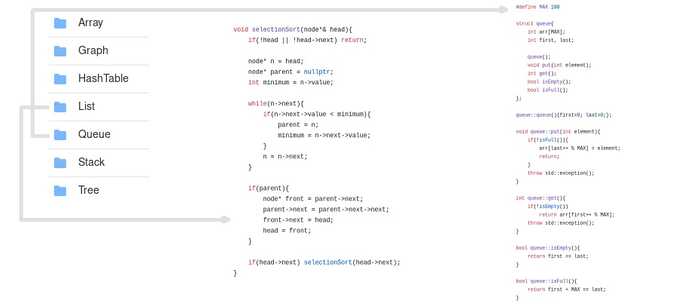 Array
Graph
HashTable
List
Queue
Stack
Tree
void selectionSort(node*& head){
if(!head || !head->next) return;
node* n = head;
node* parent = nullptr;
int minimum = n->value;
while(n->next){
if(n->next->value < minimum){
parent = n;
minimum = n->next->value;
}
n = n->next;
}
if(parent){
node* front = parent->next;
parent->next = parent->next->next;
front->next = head;
head = front;
}
if(head->next) selectionSort(head->next);
}
#define MAX 100
struct queue{
int arr[MAX];
int first, last;
queue();
void put(int element);
int get();
bool isEmpty();
bool isFull();
};
queue::queue(){first=0; last=0;};
void queue::put(int element){
if(!isFull()){
arr[last++ % MAX] = element;
return;
}
throw std::exception();
}
int queue::get(){
if(!isEmpty())
return arr[first++ % MAX];
throw std::exception();
}
bool queue::isEmpty(){
return first == last;
}
bool queue::isFull(){
return first + MAX == last;
}